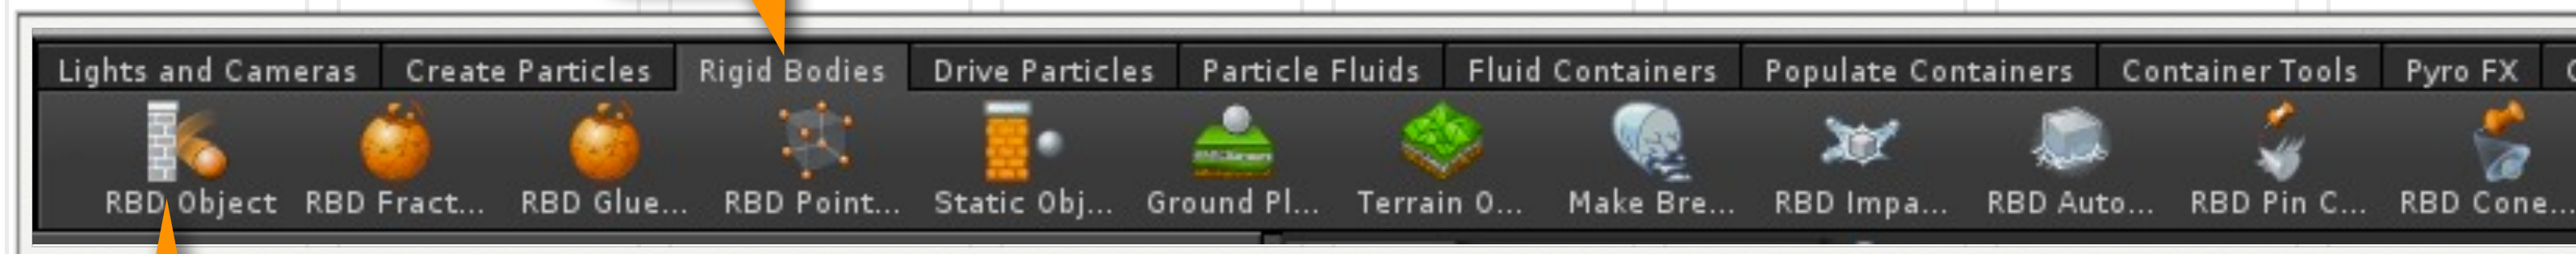 Lights and Cameras Create Particles Rigid Bodies Drive Particles Particle Fluids Fluid Containers Populate Containers Container Tools Pyro FX
RBD Object RBD Fract... RBD Glue... RBD Point... Static Obj... Ground Pl... Terrain O... Make Bre... RBD Impa... RBD Auto... RBD Pin C... RBD Cone...